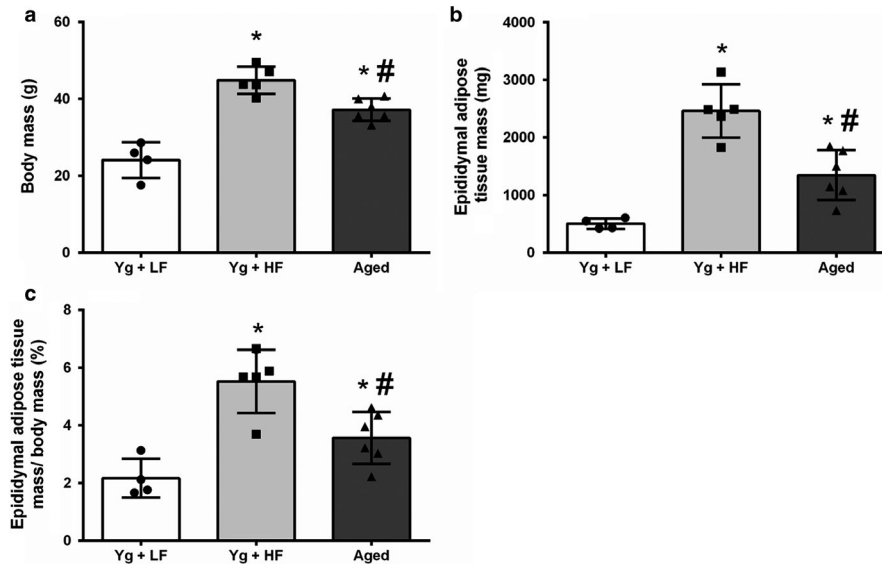 a
60
40
20
0
Body mass (g)
*
* #
Yg + LF Yg + HF Aged
b
4000
3000
2000
1000
0
Epididymal adipose
tissue mass (mg)
*
* #
Yg + LF Yg + HF Aged
c
8
6
4
2
0
Epididymal adipose tissue
mass/ body mass (%)
*
* #
Yg + LF Yg + HF Aged